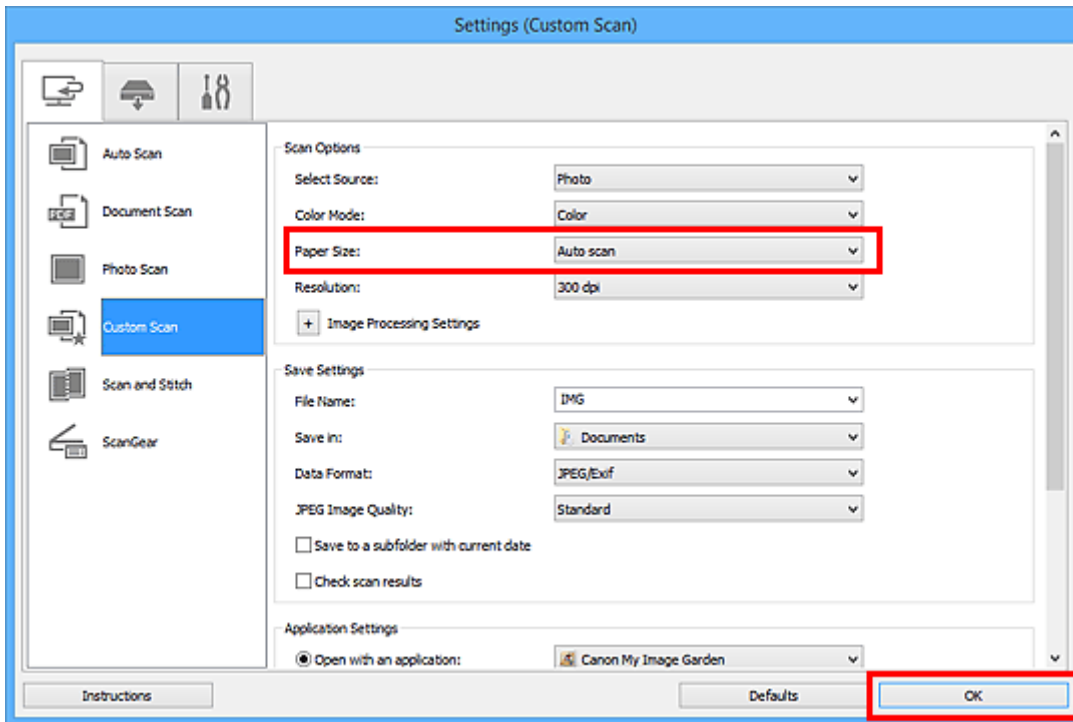 Settings (Custom Scan)
Auto Scan
Document Scan
Photo Scan
Custom Scan
Scan and Stitch
ScanGear
Scan Options
Select Source: Photo
Color Mode: Color
Paper Size: Auto scan
Resolution: 300 dpi
+ Image Processing Settings
Save Settings
File Name: IMG
Save in: Documents
Data Format: JPEG/Exif
JPEG Image Quality: Standard
Save to a subfolder with current date
Check scan results
Application Settings
Open with an application: Canon My Image Garden
Instructions Defaults OK